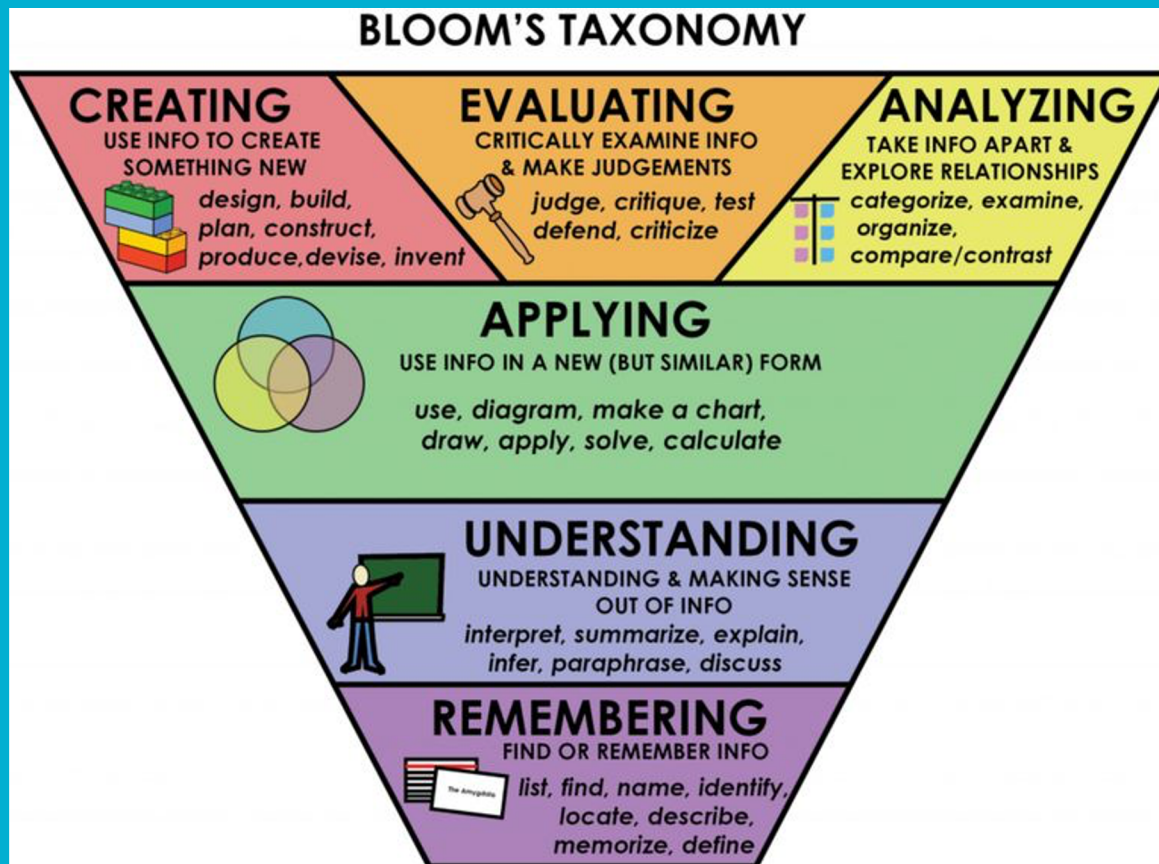 BLOOM'S TAXONOMY
CREATING
USE INFO TO CREATE
SOMETHING NEW
design, build,
plan, construct,
produce,devise, invent
EVALUATING
CRITICALLY EXAMINE INFO
& MAKE JUDGEMENTS
judge, critique, test
defend, criticize
ANALYZING
TAKE INFO APART &
EXPLORE RELATIONSHIPS
categorize, examine,
organize,
compare/contrast
APPLYING
USE INFO IN A NEW (BUT SIMILAR) FORM
use, diagram, make a chart,
draw, apply, solve, calculate
UNDERSTANDING
UNDERSTANDING & MAKING SENSE
OUT OF INFO
interpret, summarize, explain,
infer, paraphrase, discuss
REMEMBERING
FIND OR REMEMBER INFO
The Amygdala
list, find, name, identify,
locate, describe,
memorize, define